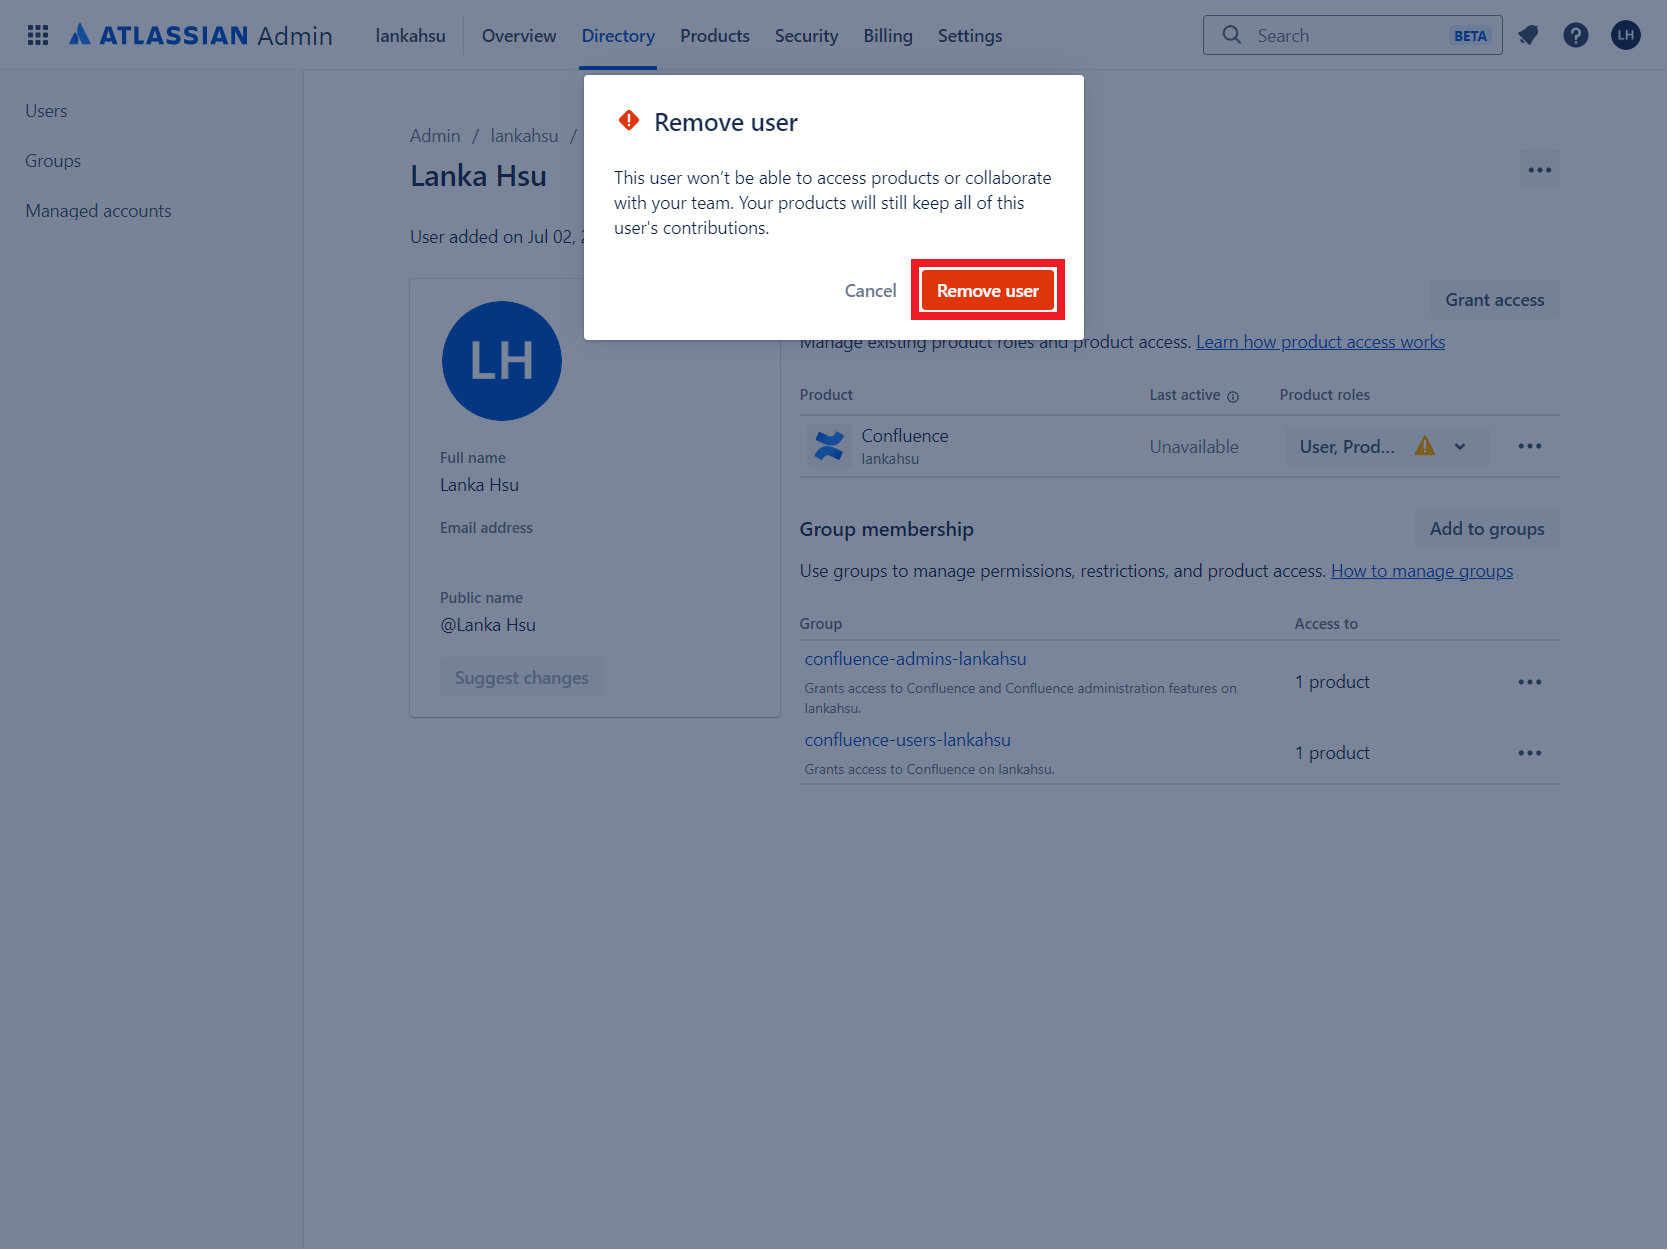 ATLASSIAN Admin
lankahsu
Overview
Directory
Products
Security
Billing
Settings
Search
BETA
LH
Users
Groups
Managed accounts
Admin / lankahsu /
Lanka Hsu
User added on Jul 02,
Remove user
This user won’t be able to access products or collaborate
with your team. Your products will still keep all of this
user's contributions.
Cancel
Remove user
Grant access
Manage existing product roles and product access. Learn how product access works
LH
Full name
Lanka Hsu
Email address
Public name
@Lanka Hsu
Suggest changes
Product
Last active
Product roles
Confluence
lankahsu
Unavailable
User, Prod...
Group membership
Add to groups
Use groups to manage permissions, restrictions, and product access. How to manage groups
Group
Access to
confluence-admins-lankahsu
Grants access to Confluence and Confluence administration features on
lankahsu.
1 product
confluence-users-lankahsu
Grants access to Confluence on lankahsu.
1 product